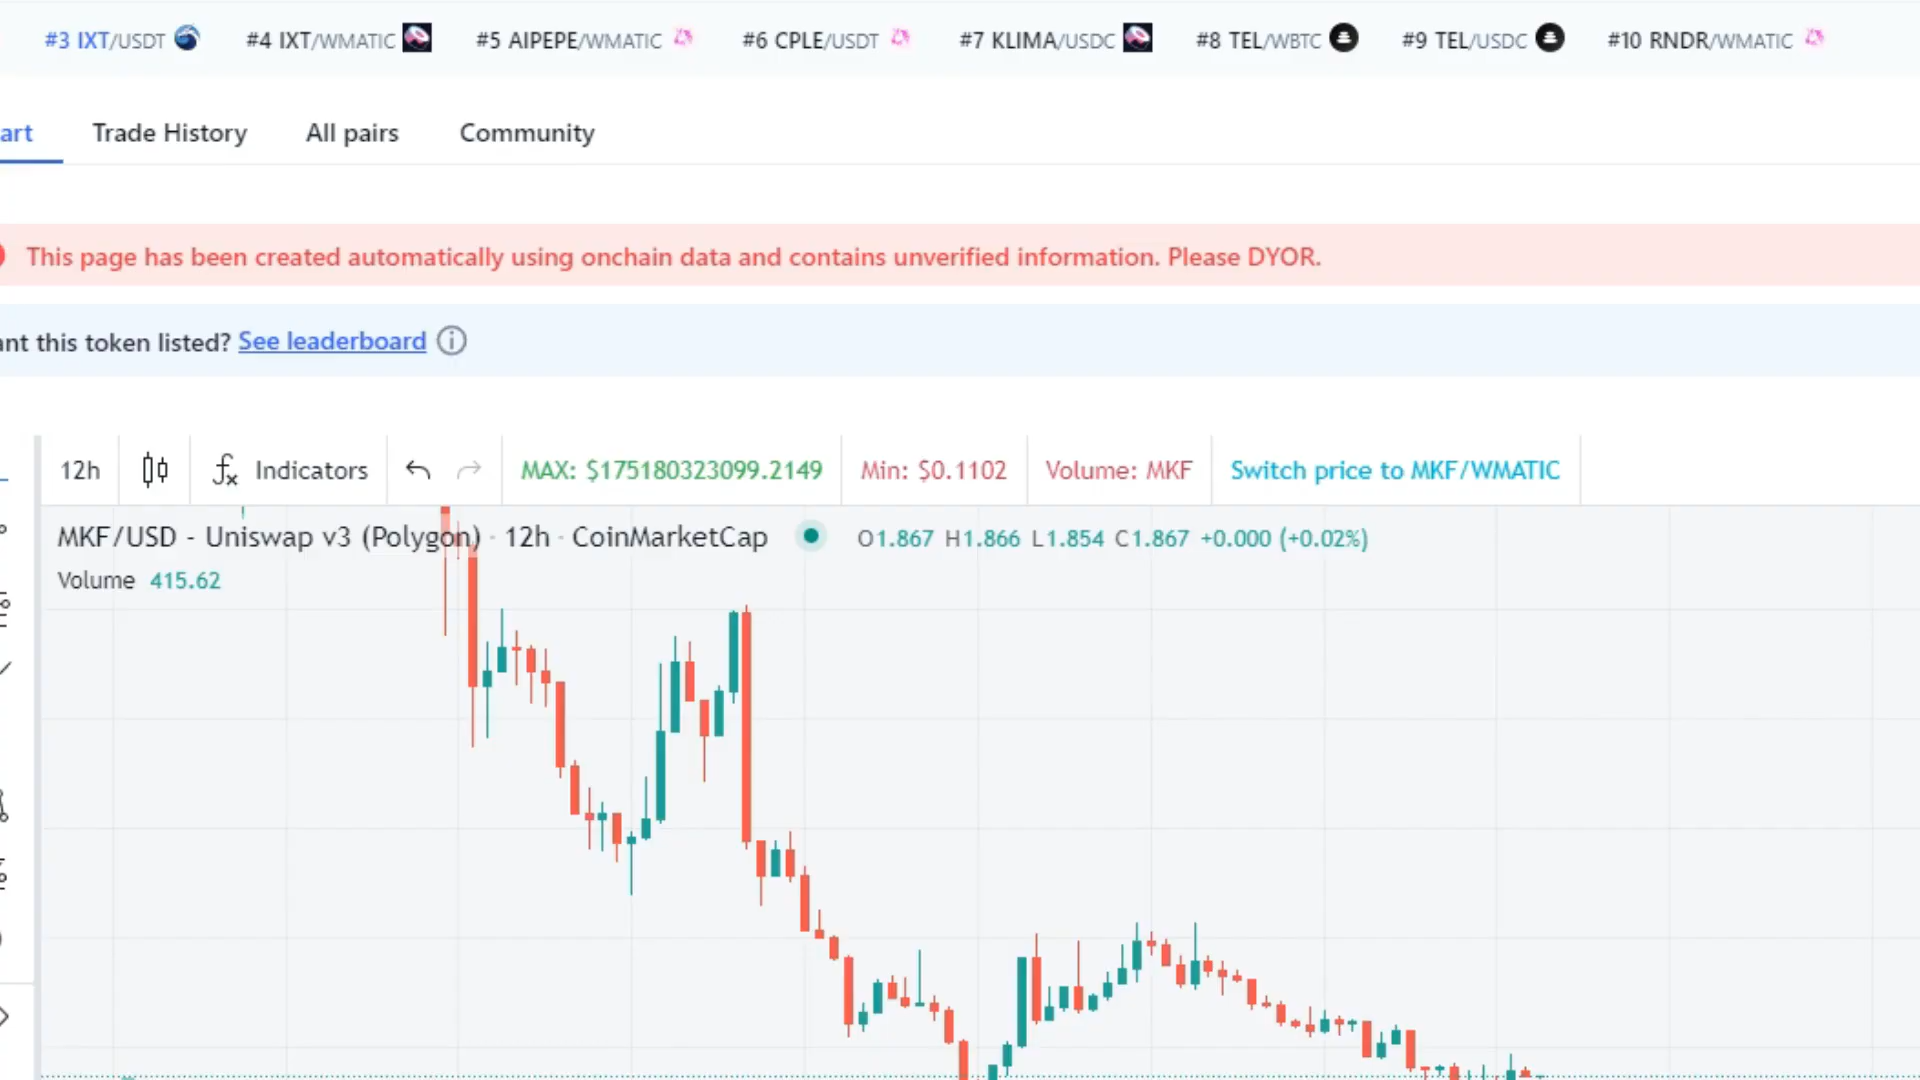 #3 IXT/USDT #4 IXT/WMATIC #5 AIPEPE/WMATIC #6 CPLE/USDT #7 KLIMA/USDC #8 TEL/WBTC #9 TEL/USDC #10 RNDR/WMATIC
art Trade History All pairs Community
This page has been created automatically using onchain data and contains unverified information. Please DYOR.
ant this token listed? See leaderboard
12h Indicators MAX: $175180323099.2149 Min: $0.1102 Volume: MKF Switch price to MKF/WMATIC
MKF/USD - Uniswap v3 (Polygon) · 12h · CoinMarketCap O1.867 H1.866 L1.854 C1.867 +0.000 (+0.02%)
Volume 415.62